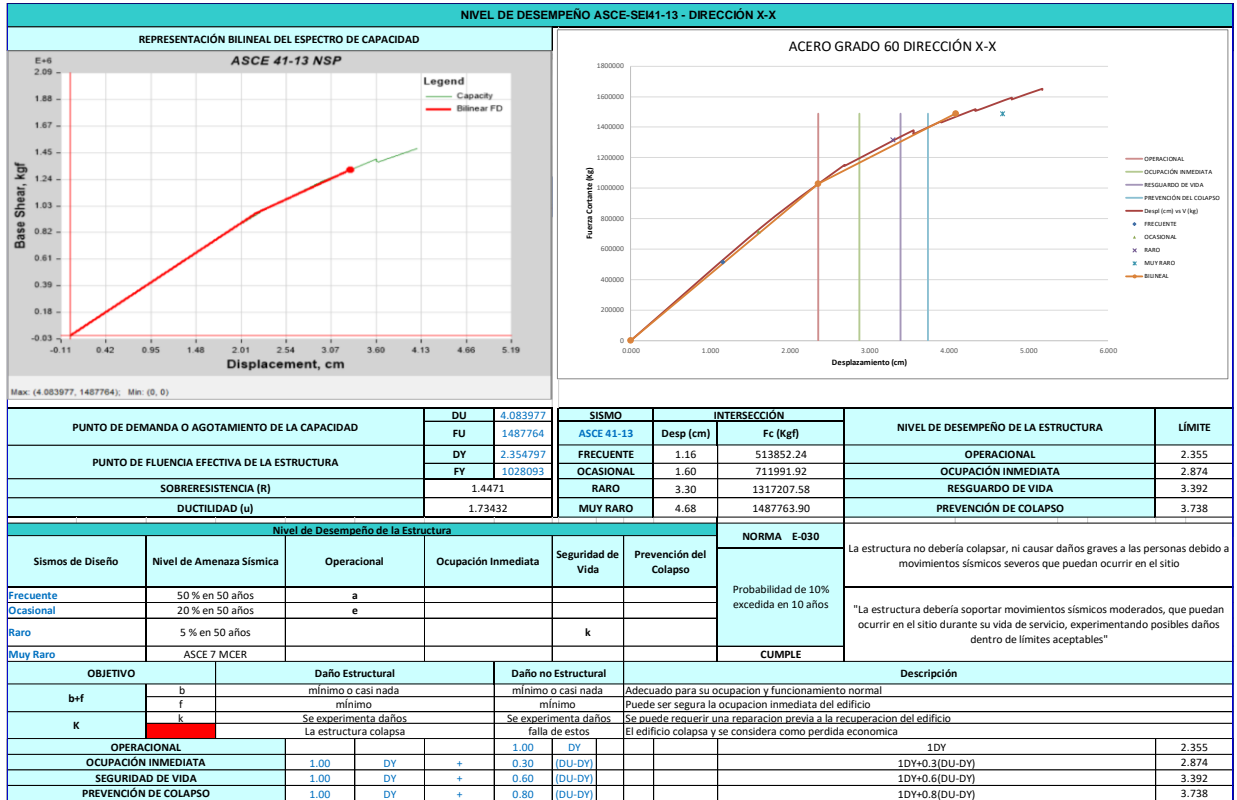 NIVEL DE DESEMPEÑO ASCE-SEI41-13 - DIRECCIÓN X-X
REPRESENTACIÓN BILINEAL DEL ESPECTRO DE CAPACIDAD
ASCE 41-13 NSP
E+6
2.09
1.88
1.67
1.45
1.24
1.03
0.82
0.61
0.39
0.18
-0.03
Base Shear, kgf
-0.11 0.42 0.95 1.48 2.01 2.54 3.07 3.60 4.13 4.66 5.19
Displacement, cm
Legend
Capacity
Bilinear FD
Max: (4.083977, 1487764); Min: (0, 0)
ACERO GRADO 60 DIRECCIÓN X-X
1800000
1600000
1400000
1200000
1000000
800000
600000
400000
200000
0
Fuerza Cortante (Kg)
0.000 1.000 2.000 3.000 4.000 5.000 6.000
Desplazamiento (cm)
OPERACIONAL
OCUPACIÓN INMEDIATA
RESGUARDO DE VIDA
PREVENCIÓN DEL COLAPSO
Despl (cm) vs V (kg)
FRECUENTE
OCASIONAL
RARO
MUY RARO
BILINEAL
PUNTO DE DEMANDA O AGOTAMIENTO DE LA CAPACIDAD
DU 4.083977
FU 1487764
PUNTO DE FLUENCIA EFECTIVA DE LA ESTRUCTURA
DY 2.354797
FY 1028093
SOBRERESISTENCIA (R) 1.4471
DUCTILIDAD (u) 1.73432
SISMO INTERSECCIÓN
ASCE 41-13 Desp (cm) Fc (Kgf)
FRECUENTE 1.16 513852.24
OCASIONAL 1.60 711991.92
RARO 3.30 1317207.58
MUY RARO 4.68 1487763.90
NIVEL DE DESEMPEÑO DE LA ESTRUCTURA LÍMITE
OPERACIONAL 2.355
OCUPACIÓN INMEDIATA 2.874
RESGUARDO DE VIDA 3.392
PREVENCIÓN DE COLAPSO 3.738
Nivel de Desempeño de la Estructura
Sismos de Diseño Nivel de Amenaza Sísmica Operacional Ocupación Inmediata Seguridad de Vida Prevención del Colapso
Frecuente 50 % en 50 años a
Ocasional 20 % en 50 años e
Raro 5 % en 50 años k
Muy Raro ASCE 7 MCER
NORMA E-030
Probabilidad de 10% excedida en 10 años
CUMPLE
La estructura no debería colapsar, ni causar daños graves a las personas debido a
movimientos sísmicos severos que puedan ocurrir en el sitio
"La estructura debería soportar movimientos sísmicos moderados, que puedan
ocurrir en el sitio durante su vida de servicio, experimentando posibles daños
dentro de límites aceptables"
OBJETIVO Daño Estructural Daño no Estructural Descripción
b+f
b mínimo o casi nada mínimo o casi nada Adecuado para su ocupacion y funcionamiento normal
f mínimo mínimo Puede ser segura la ocupacion inmediata del edificio
K
k Se experimenta daños Se experimenta daños Se puede requerir una reparacion previa a la recuperacion del edificio
La estructura colapsa falla de estos El edificio colapsa y se considera como perdida economica
OPERACIONAL 1.00 DY 1DY 2.355
OCUPACIÓN INMEDIATA 1.00 DY + 0.30 (DU-DY) 1DY+0.3(DU-DY) 2.874
SEGURIDAD DE VIDA 1.00 DY + 0.60 (DU-DY) 1DY+0.6(DU-DY) 3.392
PREVENCIÓN DE COLAPSO 1.00 DY + 0.80 (DU-DY) 1DY+0.8(DU-DY) 3.738